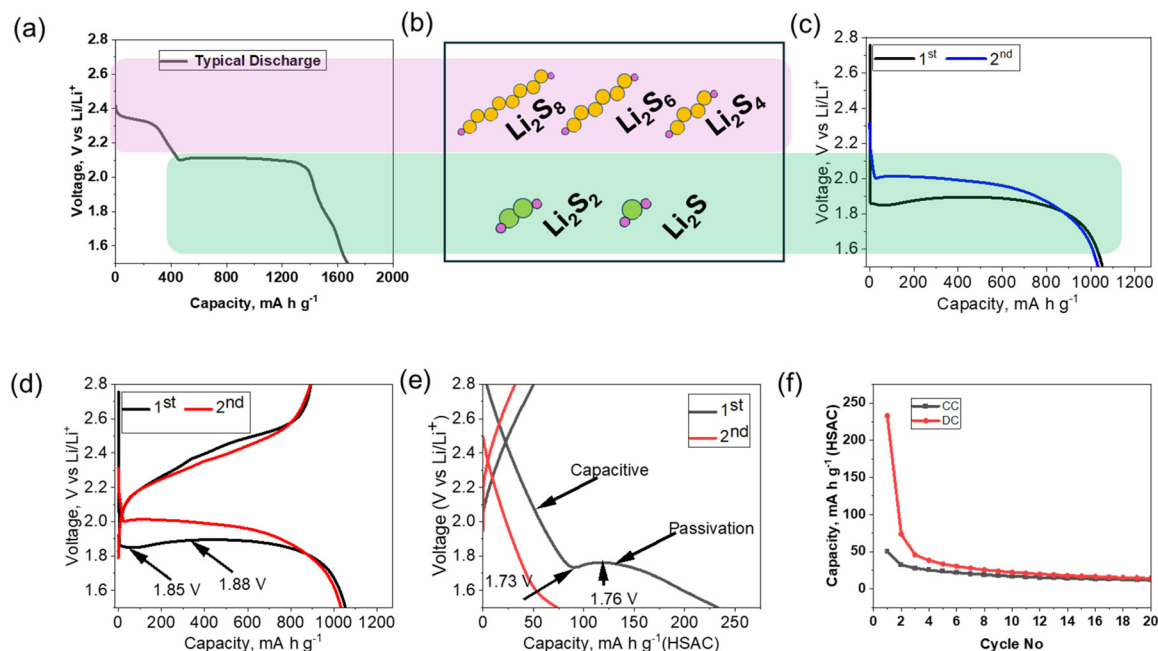 (a)
Typical Discharge
2.8
2.6
2.4
2.2
2.0
1.8
1.6
Voltage, V vs Li/Li⁺
0 400 800 1200 1600 2000
Capacity, mA h g⁻¹
(b)
Li₂S₈
Li₂S₆
Li₂S₄
Li₂S₂
Li₂S
(c)
1st 2nd
2.8
2.6
2.4
2.2
2.0
1.8
1.6
Voltage, V vs Li/Li⁺
0 200 400 600 800 1000 1200
Capacity, mA h g⁻¹
(d)
1st 2nd
2.8
2.6
2.4
2.2
2.0
1.8
1.6
Voltage, V vs Li/Li⁺
1.85 V
1.88 V
0 200 400 600 800 1000 1200
Capacity, mA h g⁻¹
(e)
1st
2nd
2.8
2.6
2.4
2.2
2.0
1.8
1.6
Voltage (V vs Li/Li⁺)
Capacitive
Passivation
1.73 V
1.76 V
0 50 100 150 200 250
Capacity, mA h g⁻¹(HSAC)
(f)
CC
DC
250
225
200
175
150
125
100
75
50
25
0
Capacity, mA h g⁻¹ (HSAC)
0 2 4 6 8 10 12 14 16 18 20
Cycle No